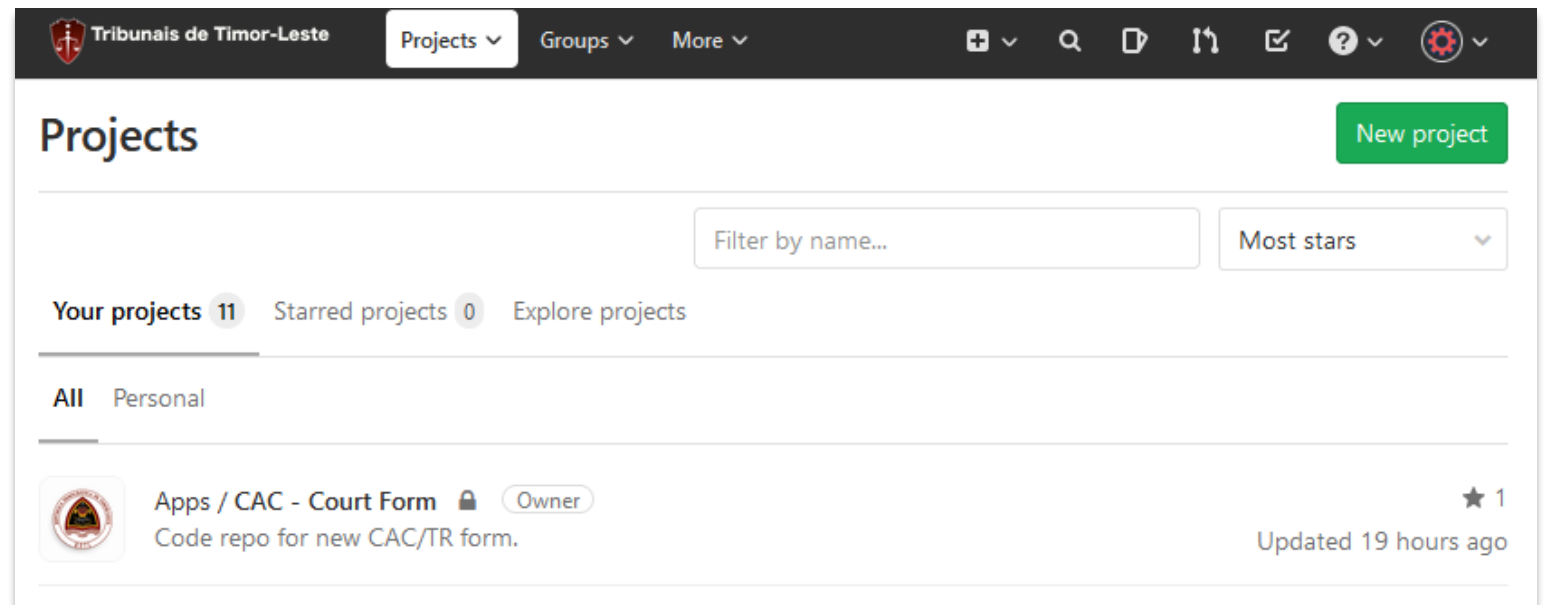 Tribunais de Timor-Leste Projects Groups More
Projects
New project
Filter by name... Most stars
Your projects 11 Starred projects 0 Explore projects
All Personal
Apps / CAC - Court Form Owner
1
Code repo for new CAC/TR form.
Updated 19 hours ago